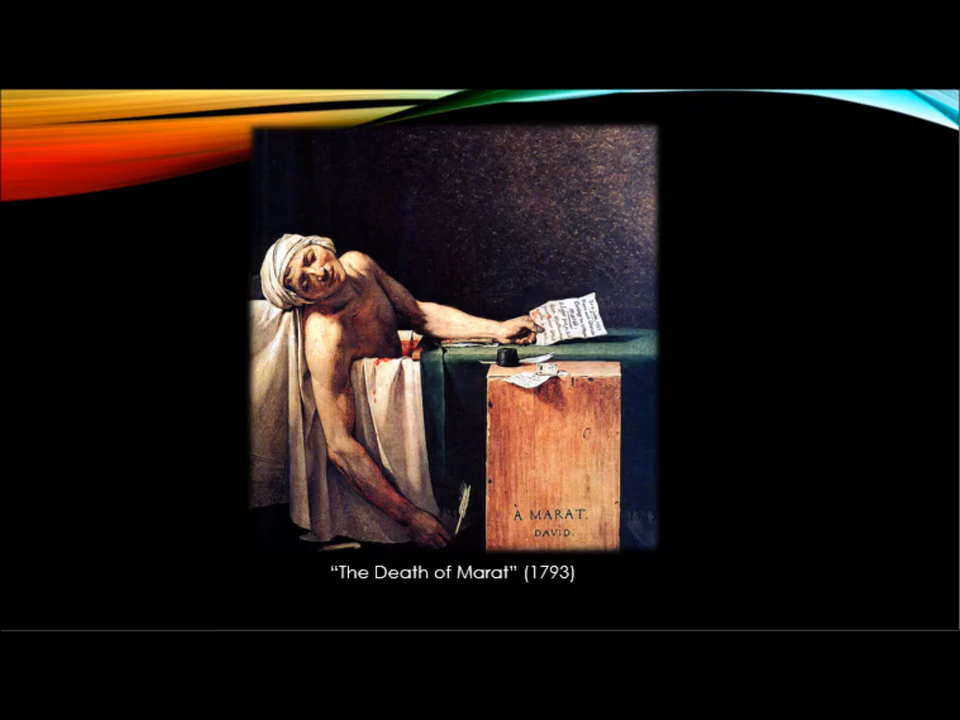 À MARAT.
DAVID.
“The Death of Marat” (1793)